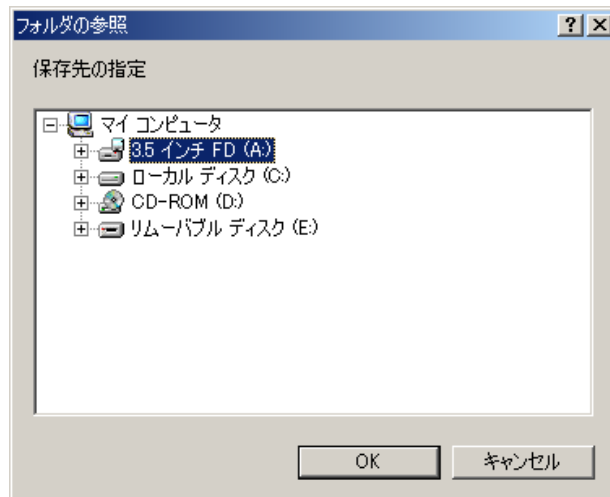 フォルダの参照
保存先の指定
マイ コンピュータ
3.5 インチ FD (A:)
ローカル ディスク (C:)
CD-ROM (D:)
リムーバブル ディスク (E:)
OK
キャンセル